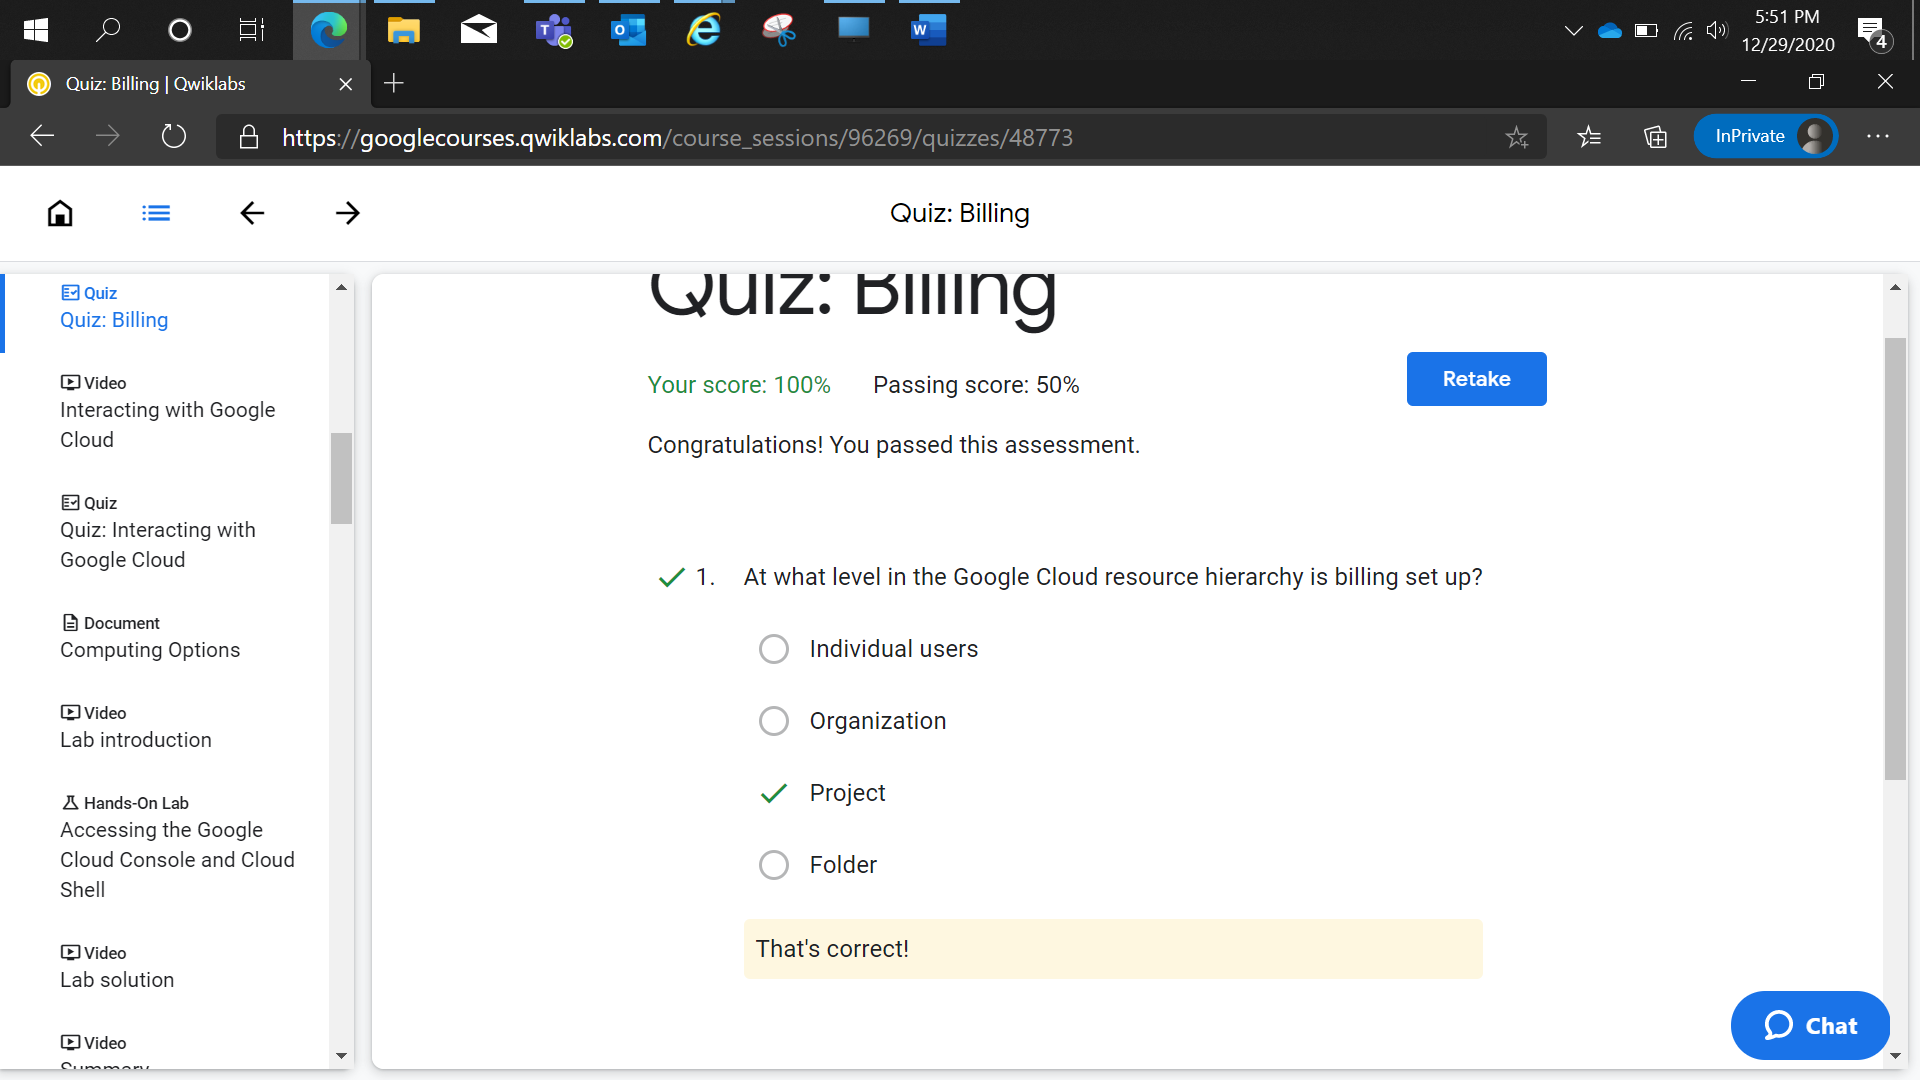 5:51 PM
12/29/2020
4
Quiz: Billing | Qwiklabs
https://googlecourses.qwiklabs.com/course_sessions/96269/quizzes/48773
InPrivate
Quiz: Billing
Quiz
Quiz: Billing
Video
Interacting with Google
Cloud
Quiz
Quiz: Interacting with
Google Cloud
Document
Computing Options
Video
Lab introduction
Hands-On Lab
Accessing the Google
Cloud Console and Cloud
Shell
Video
Lab solution
Video
Summary
Quiz: Billing
Your score: 100%
Passing score: 50%
Retake
Congratulations! You passed this assessment.
1. At what level in the Google Cloud resource hierarchy is billing set up?
Individual users
Organization
Project
Folder
That's correct!
Chat